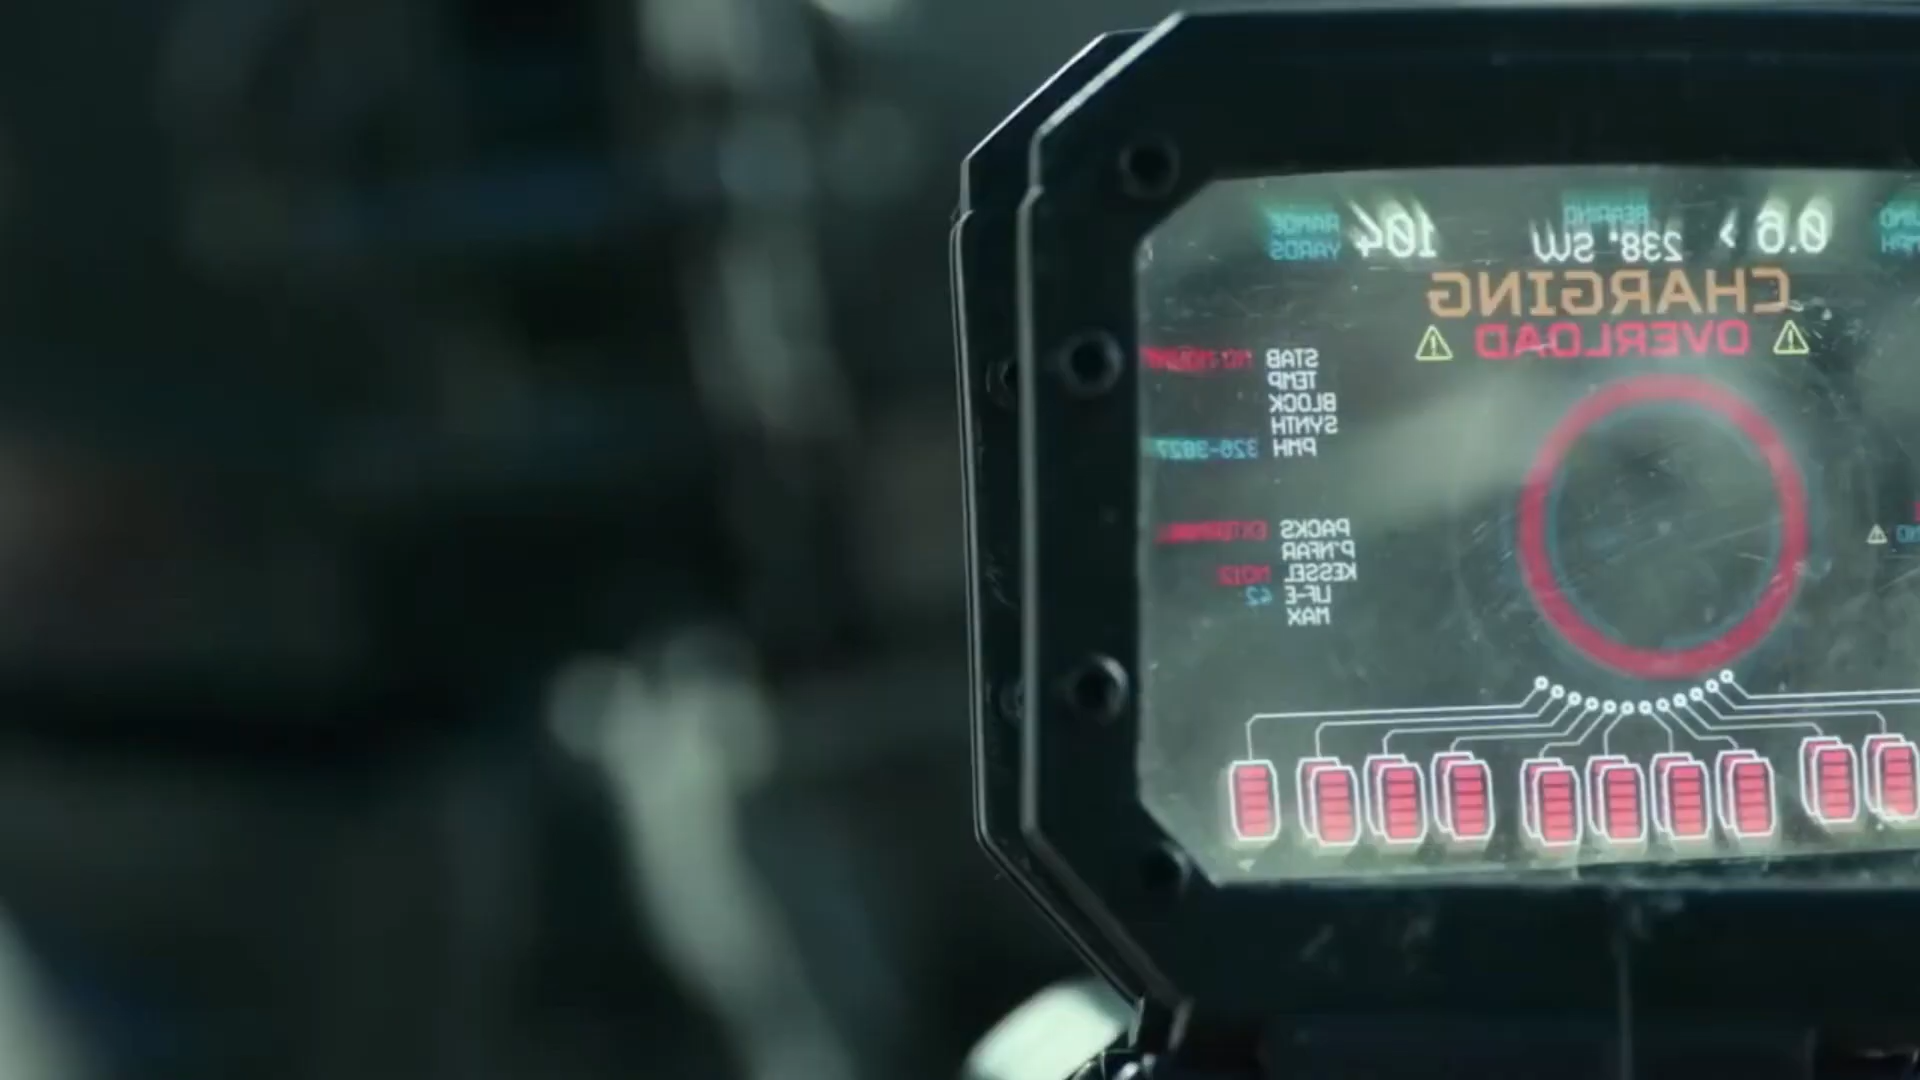 RANGE
YARDS
104
BEARING
238° SW
< 0.6
CHARGING
OVERLOAD
STAB
TEMP
BLOCK
SYNTH
PMH 326-3827
PACKS
P'NFAR
KESSEL
LIF-E 42
MAX